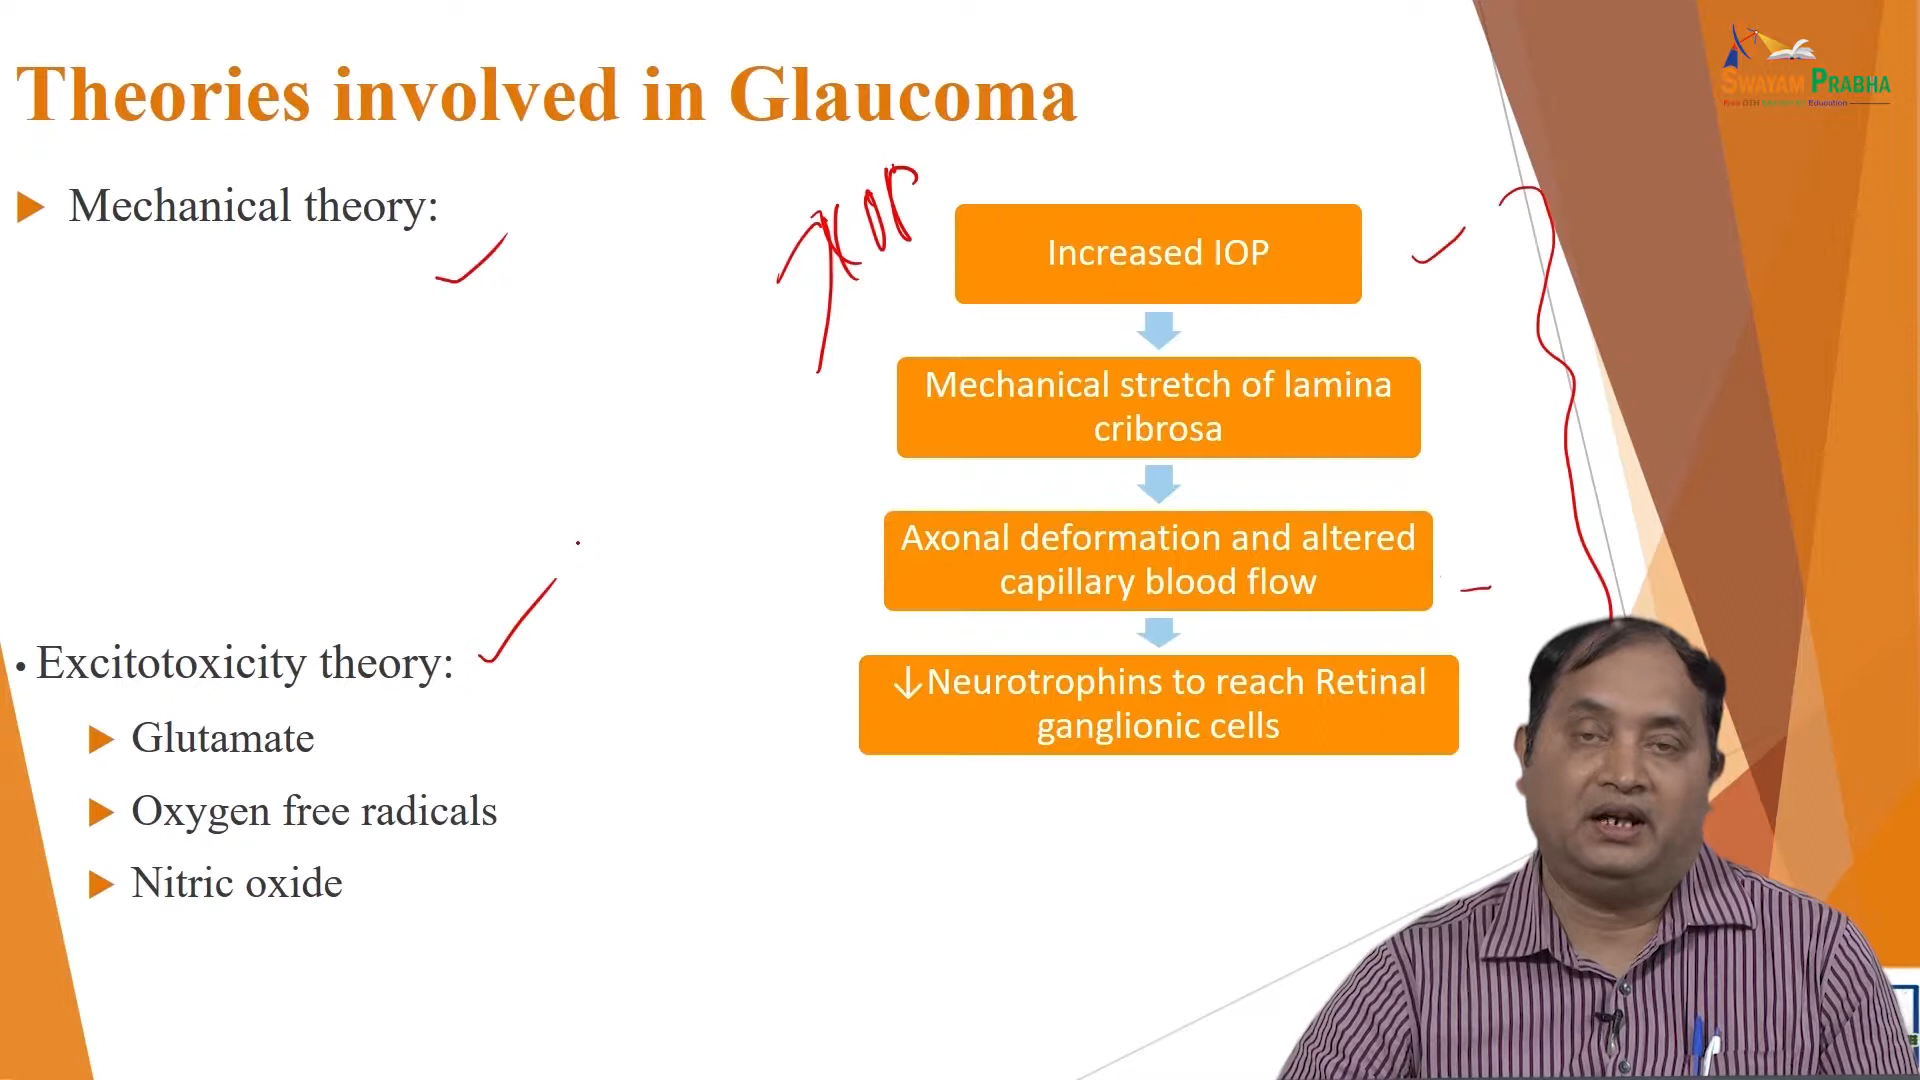 Theories involved in Glaucoma
SWAYAM PRABHA
Mechanical theory:
↑IOP
Increased IOP
Mechanical stretch of lamina
cribrosa
Axonal deformation and altered
capillary blood flow
↓Neurotrophins to reach Retinal
ganglionic cells
• Excitotoxicity theory:
Glutamate
Oxygen free radicals
Nitric oxide